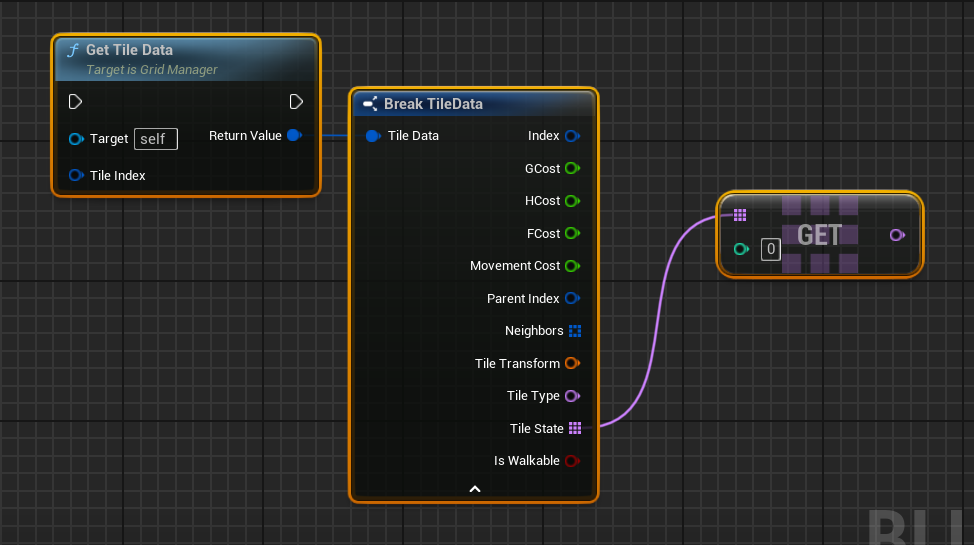 Get Tile Data
Target is Grid Manager
Target self
Return Value
Tile Index
Break TileData
Tile Data
Index
GCost
HCost
FCost
Movement Cost
Parent Index
Neighbors
Tile Transform
Tile Type
Tile State
Is Walkable
GET
0